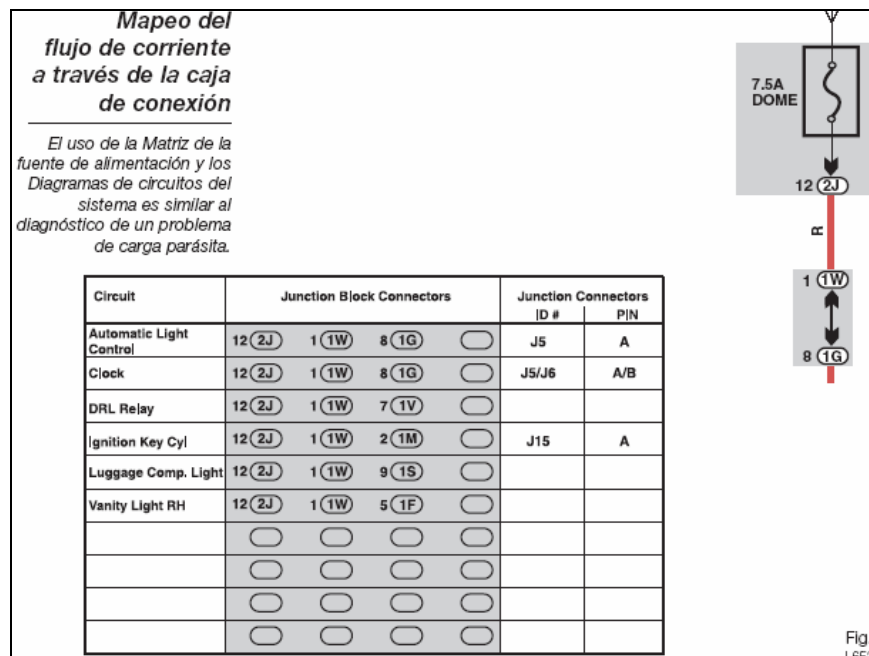 Mapeo del
flujo de corriente
a través de la caja
de conexión
El uso de la Matriz de la
fuente de alimentación y los
Diagramas de circuitos del
sistema es similar al
diagnóstico de un problema
de carga parásita.
7.5A
DOME
12 2J
R
1 1W
8 1G
Circuit Junction Block Connectors Junction Connectors
ID # PIN
Automatic Light
Control 12 2J 1 1W 8 1G J5 A
Clock 12 2J 1 1W 8 1G J5/J6 A/B
DRL Relay 12 2J 1 1W 7 1V
Ignition Key Cyl 12 2J 1 1W 2 1M J15 A
Luggage Comp. Light 12 2J 1 1W 9 1S
Vanity Light RH 12 2J 1 1W 5 1F
Fig.